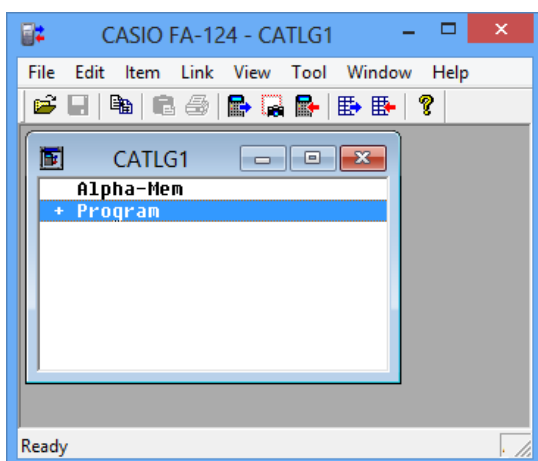 CASIO FA-124 - CATLG1
File Edit Item Link View Tool Window Help
CATLG1
Alpha-Mem
+ Program
Ready